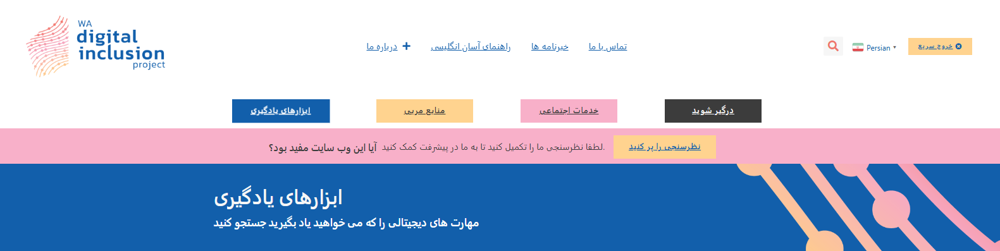 WA
digital
inclusion
project
درباره ما
راهنمای آسان انگلیسی
خبرنامه ها
تماس با ما
Persian
خروج سریع
ابزارهای یادگیری
منابع مربی
خدمات اجتماعی
درگیر شوید
آیا این وب سایت مفید بود؟ لطفا نظرسنجی ما را تکمیل کنید تا به ما در پیشرفت کمک کنید.
نظرسنجی را پر کنید
ابزارهای یادگیری
مهارت های دیجیتالی را که می خواهید یاد بگیرید جستجو کنید